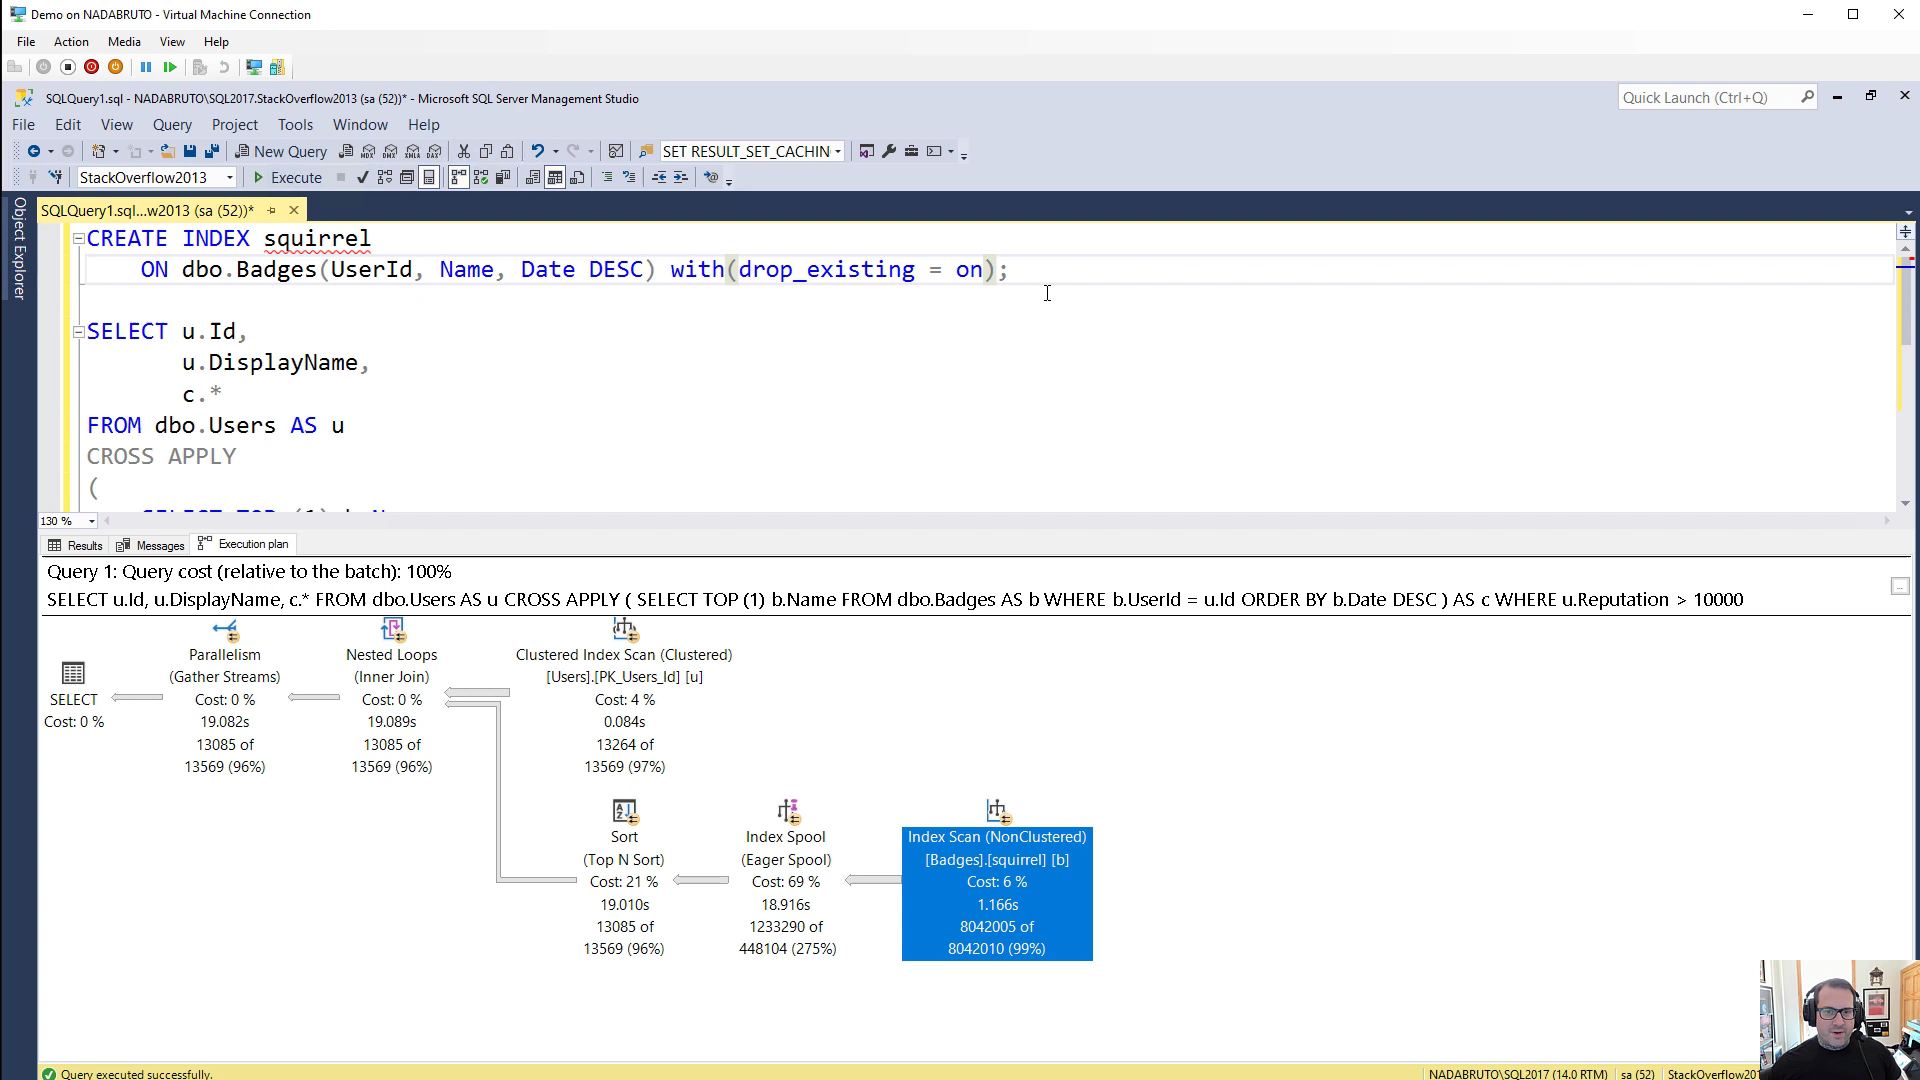 Demo on NADABRUTO - Virtual Machine Connection
File Action Media View Help
SQLQuery1.sql - NADABRUTO\SQL2017.StackOverflow2013 (sa (52))* - Microsoft SQL Server Management Studio
Quick Launch (Ctrl+Q)
File Edit View Query Project Tools Window Help
New Query
MDX DMX XMLA DAX
SET RESULT_SET_CACHIN
StackOverflow2013
Execute
Object Explorer
SQLQuery1.sql...w2013 (sa (52))*
CREATE INDEX squirrel
ON dbo.Badges(UserId, Name, Date DESC) with(drop_existing = on);
SELECT u.Id,
u.DisplayName,
c.*
FROM dbo.Users AS u
CROSS APPLY
(
130 %
Results Messages Execution plan
Query 1: Query cost (relative to the batch): 100%
SELECT u.Id, u.DisplayName, c.* FROM dbo.Users AS u CROSS APPLY ( SELECT TOP (1) b.Name FROM dbo.Badges AS b WHERE b.UserId = u.Id ORDER BY b.Date DESC ) AS c WHERE u.Reputation > 10000
SELECT
Cost: 0 %
Parallelism
(Gather Streams)
Cost: 0 %
19.082s
13085 of
13569 (96%)
Nested Loops
(Inner Join)
Cost: 0 %
19.089s
13085 of
13569 (96%)
Clustered Index Scan (Clustered)
[Users].[PK_Users_Id] [u]
Cost: 4 %
0.084s
13264 of
13569 (97%)
Sort
(Top N Sort)
Cost: 21 %
19.010s
13085 of
13569 (96%)
Index Spool
(Eager Spool)
Cost: 69 %
18.916s
1233290 of
448104 (275%)
Index Scan (NonClustered)
[Badges].[squirrel] [b]
Cost: 6 %
1.166s
8042005 of
8042010 (99%)
Query executed successfully.
NADABRUTO\SQL2017 (14.0 RTM) sa (52) StackOverflow201